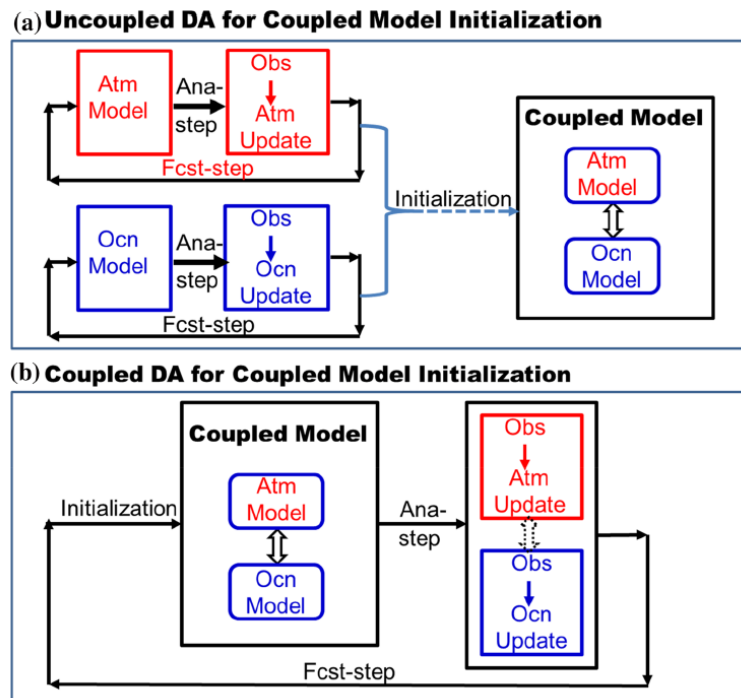 (a) Uncoupled DA for Coupled Model Initialization
Atm
Model
Ana-
step
Obs
Atm
Update
Fcst-step
Ocn
Model
Ana-
step
Obs
Ocn
Update
Fcst-step
Initialization
Coupled Model
Atm
Model
Ocn
Model
(b) Coupled DA for Coupled Model Initialization
Initialization
Coupled Model
Atm
Model
Ocn
Model
Ana-
step
Obs
Atm
Update
Obs
Ocn
Update
Fcst-step